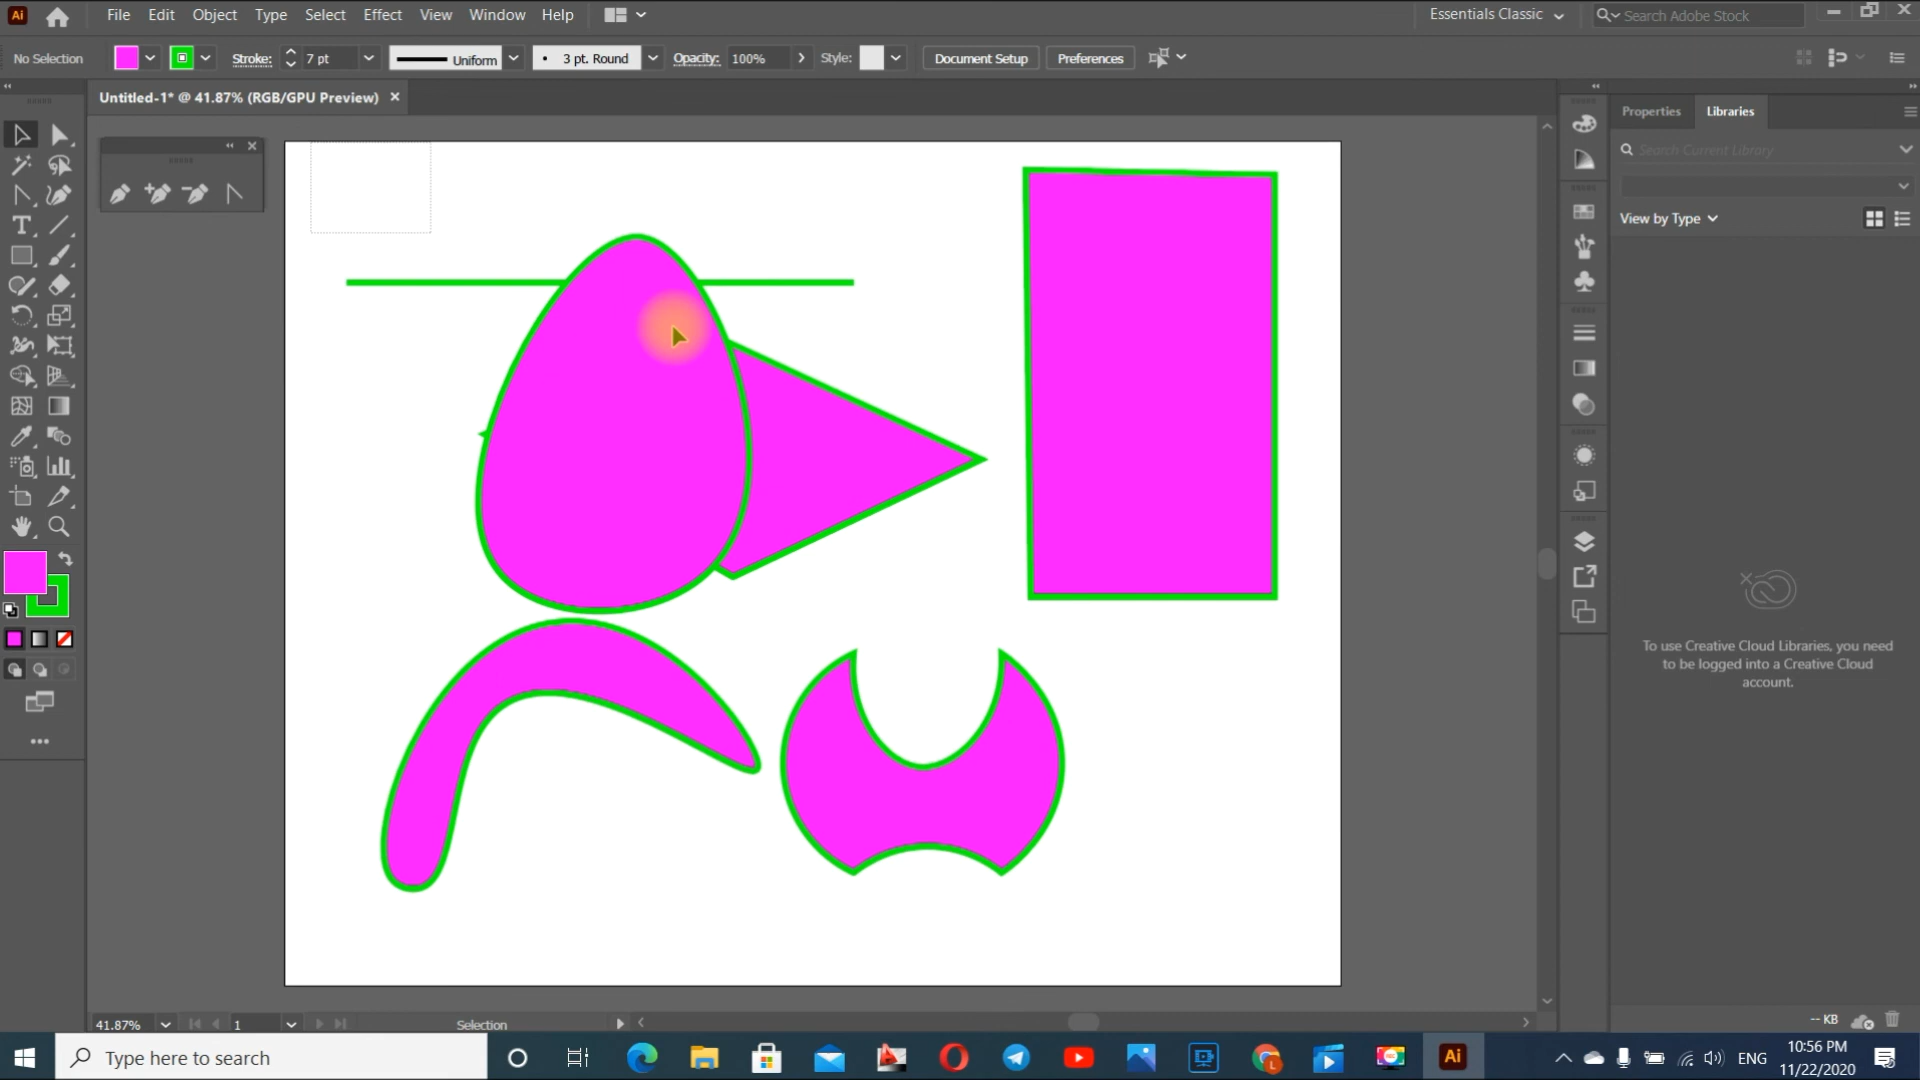 Ai File Edit Object Type Select Effect View Window Help Essentials Classic Search Adobe Stock
No Selection Stroke: 7 pt Uniform 3 pt. Round Opacity: 100% Style: Document Setup Preferences
Untitled-1* @ 41.87% (RGB/GPU Preview)
Properties Libraries
Search Current Library
View by Type
To use Creative Cloud Libraries, you need
to be logged into a Creative Cloud
account.
-- KB
41.87% 1 Selection
Type here to search
Ai
ENG
10:56 PM
11/22/2020